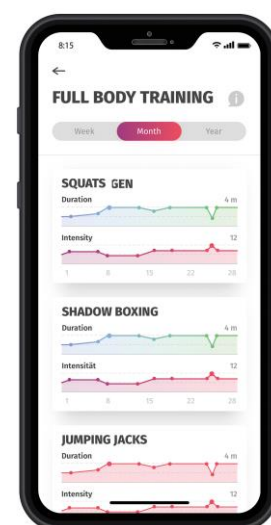 8:15
FULL BODY TRAINING i
Week Month Year
SQUATS GEN
Duration 4 m
Intensity 12
1 8 15 22 28
SHADOW BOXING
Duration 4 m
Intensität 12
1 8 15 22 28
JUMPING JACKS
Duration 4 m
Intensity 12